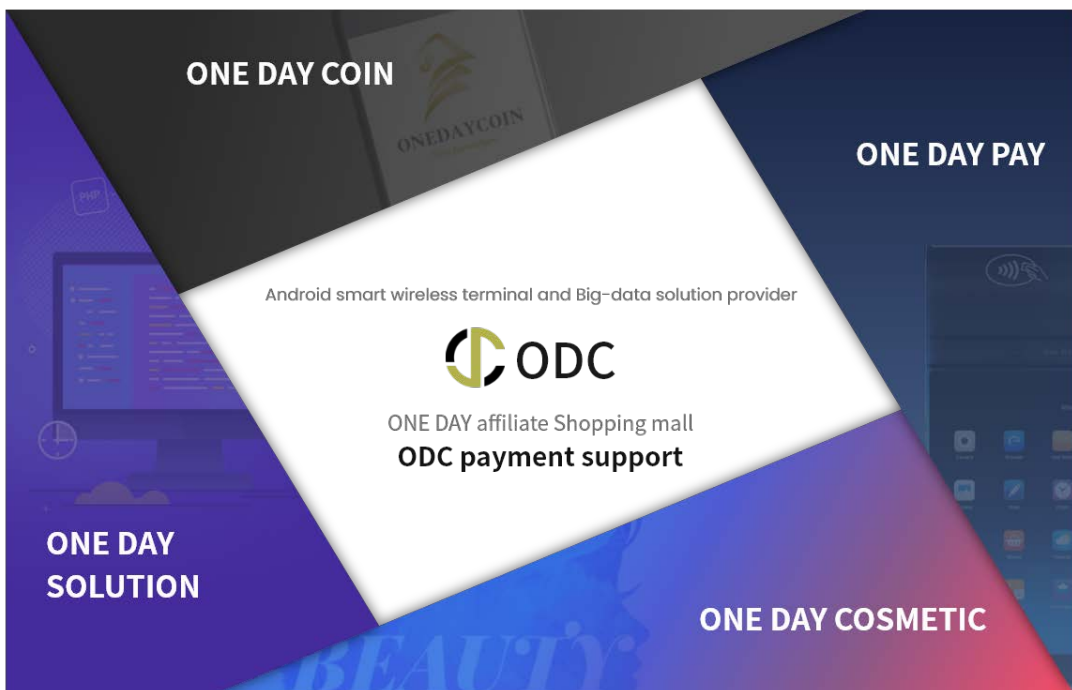 ONE DAY COIN
ONEDAYCOIN
ONE DAY PAY
PHP
Android smart wireless terminal and Big-data solution provider
ODC
ONE DAY affiliate Shopping mall
ODC payment support
ONE DAY
SOLUTION
ONE DAY COSMETIC
BEAUTY